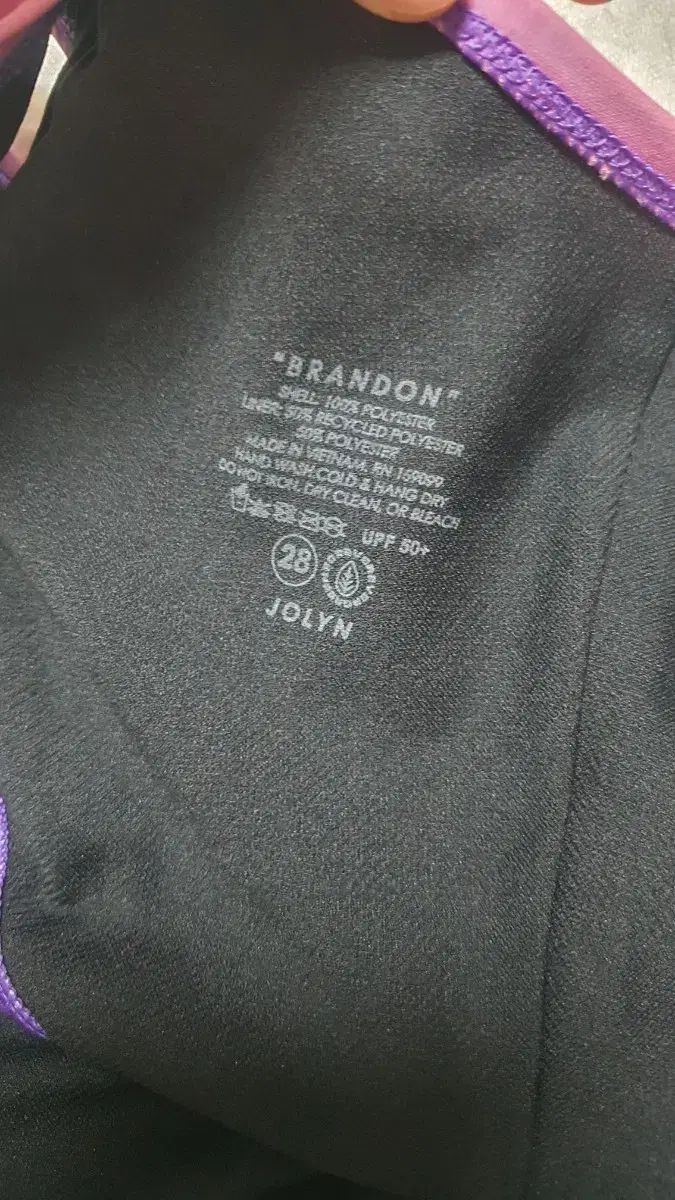 "BRANDON"
SHELL: 100% POLYESTER
LINER: 50% RECYCLED POLYESTER
50% POLYESTER
MADE IN VIETNAM. RN 159099
HAND WASH COLD & HANG DRY
DO NOT IRON, DRY CLEAN, OR BLEACH
UPF 50+
28
JOLYN